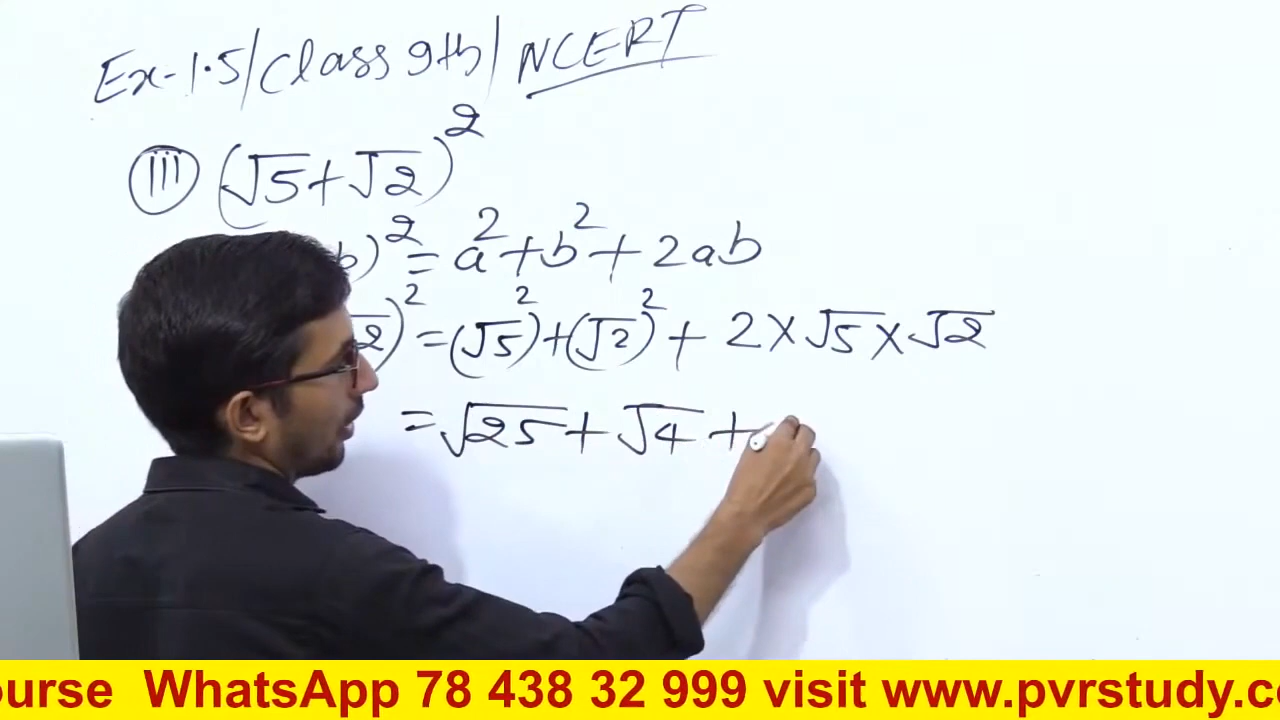 Ex-1.5/Class 9th/NCERT
(iii) (√5+√2)²
b)² = a²+b²+2ab
2)² = (√5)²+(√2)²+ 2×√5×√2
= √25+√4+
ourse WhatsApp 78 438 32 999 visit www.pvrstudy.co